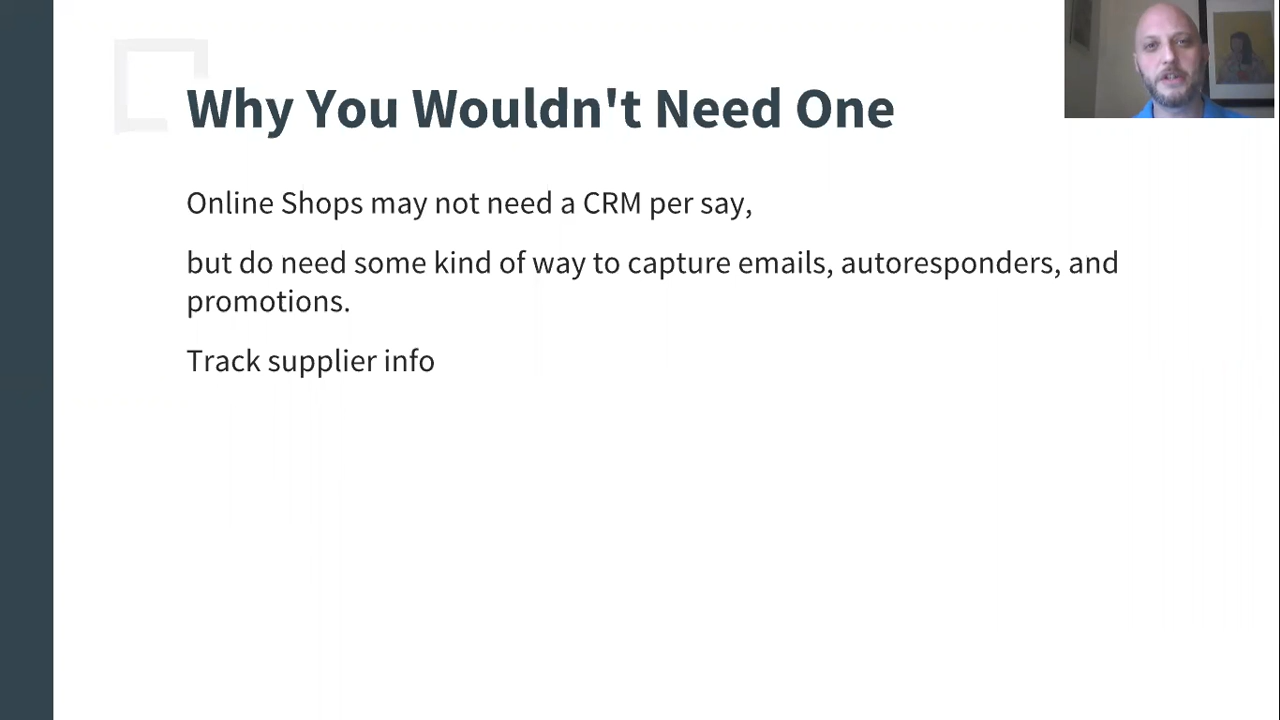 Why You Wouldn't Need One
Online Shops may not need a CRM per say,
but do need some kind of way to capture emails, autoresponders, and
promotions.
Track supplier info